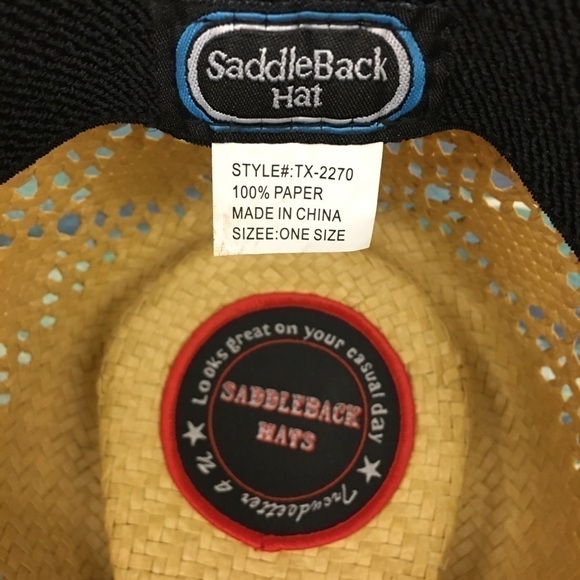 SaddleBack
Hat
STYLE#:TX-2270
100% PAPER
MADE IN CHINA
SIZEE:ONE SIZE
Looks great on your casual day
SADDLEBACK
HATS
Trendsetter 4 U